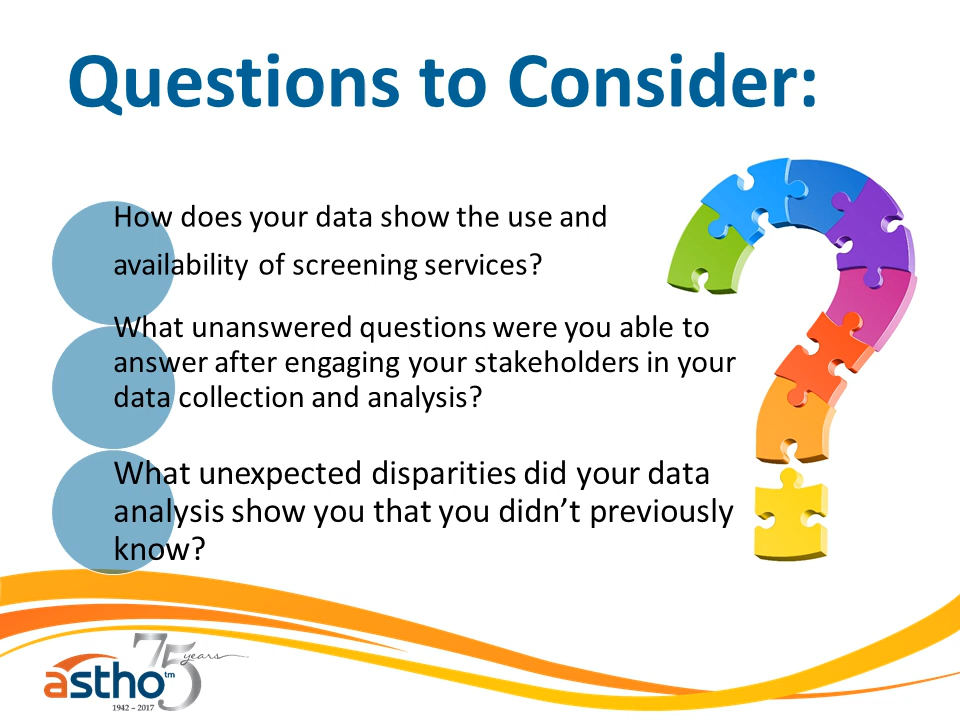 Questions to Consider:
How does your data show the use and
availability of screening services?
What unanswered questions were you able to
answer after engaging your stakeholders in your
data collection and analysis?
What unexpected disparities did your data
analysis show you that you didn’t previously
know?
75 years
astho™
1942 – 2017